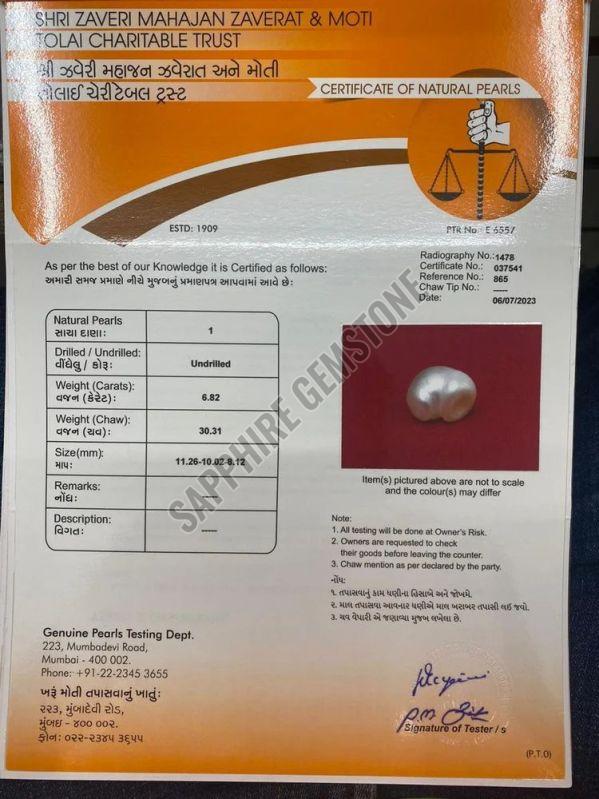 SHRI ZAVERI MAHAJAN ZAVERAT & MOTI
TOLAI CHARITABLE TRUST
શ્રી ઝવેરી મહાજન ઝવેરાત અને મોતી
તોલાઈ ચેરીટેબલ ટ્રસ્ટ
CERTIFICATE OF NATURAL PEARLS
ESTD: 1909
PTR No.: E 6557
Radiography No.: 1478
Certificate No.: 037541
Reference No.: 865
Chaw Tip No.: -----
Date: 06/07/2023
As per the best of our Knowledge it is Certified as follows:
અમારી સમજ પ્રમાણે નીચે મુજબનું પ્રમાણપત્ર આપવામાં આવે છે:
Natural Pearls
સાચા દાણા: 1
Drilled / Undrilled:
વીંધેલુ / કોરૂ: Undrilled
Weight (Carats):
વજન (કેરેટ): 6.82
Weight (Chaw):
વજન (ચવ): 30.31
Size(mm):
માપ: 11.26-10.02-8.12
Remarks:
નોંધ: -----
Description:
વિગત: -----
Item(s) pictured above are not to scale
and the colour(s) may differ
Note:
1. All testing will be done at Owner's Risk.
2. Owners are requested to check
their goods before leaving the counter.
3. Chaw mention as per declared by the party.
નોંધ:
૧. તપાસવાનું કામ ધણીના હિસાબે અને જોખમે.
૨. માલ તપાસવા આવનાર ધણીએ માલ બરાબર તપાસી લઈ જવો.
૩. ચવ વેપારી એ જણાવ્યા મુજબ લખેલા છે.
Genuine Pearls Testing Dept.
223, Mumbadevi Road,
Mumbai - 400 002.
Phone: +91-22-2345 3655
ખરૂં મોતી તપાસવાનું ખાતું:
૨૨૩, મુંબાદેવી રોડ,
મુંબઇ - ૪૦૦ ૦૦૨.
ફોન: ૦૨૨-૨૩૪૫ ૩૬૫૫
Signature of Tester / s
(P.T.O)
SAPPHIRE GEMSTONE